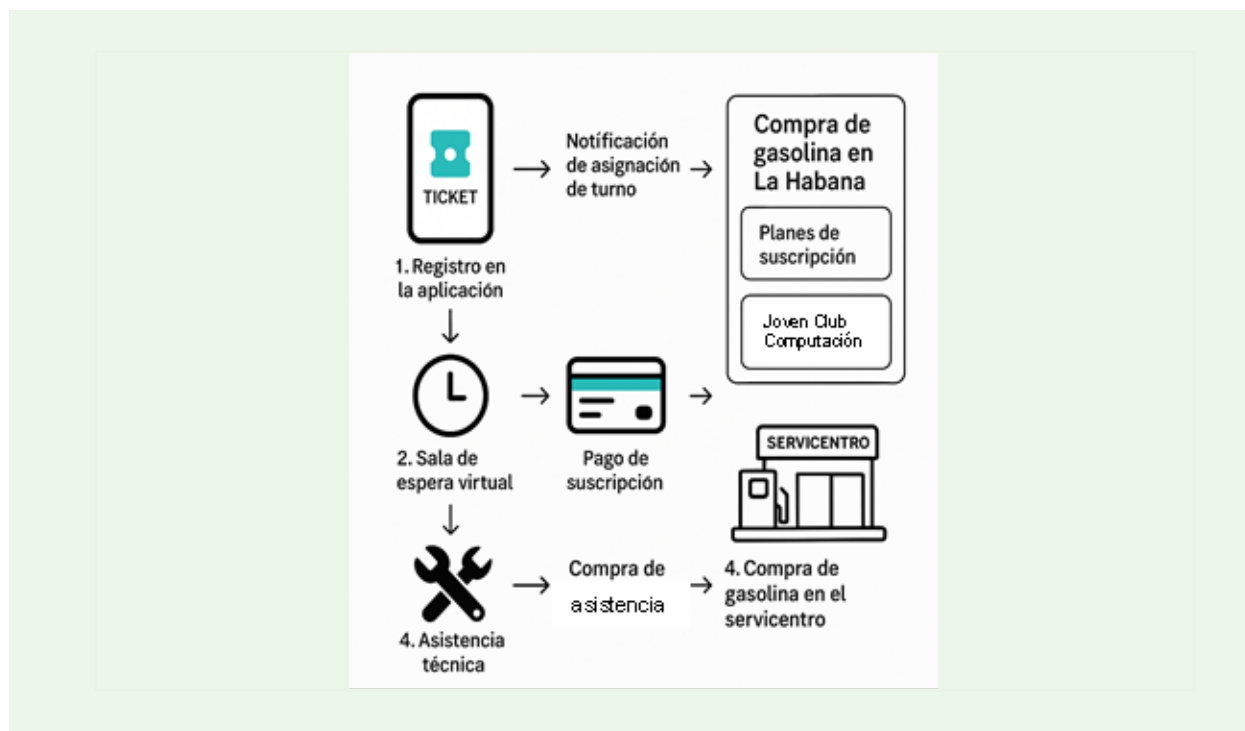 TICKET
1. Registro en
la aplicación
Notificación
de asignación
de turno
Compra de
gasolina en
La Habana
Planes de
suscripción
Joven Club
Computación
2. Sala de
espera virtual
Pago de
suscripción
SERVICENTRO
4. Asistencia
técnica
Compra de
asistencia
4. Compra de
gasolina en el
servicentro